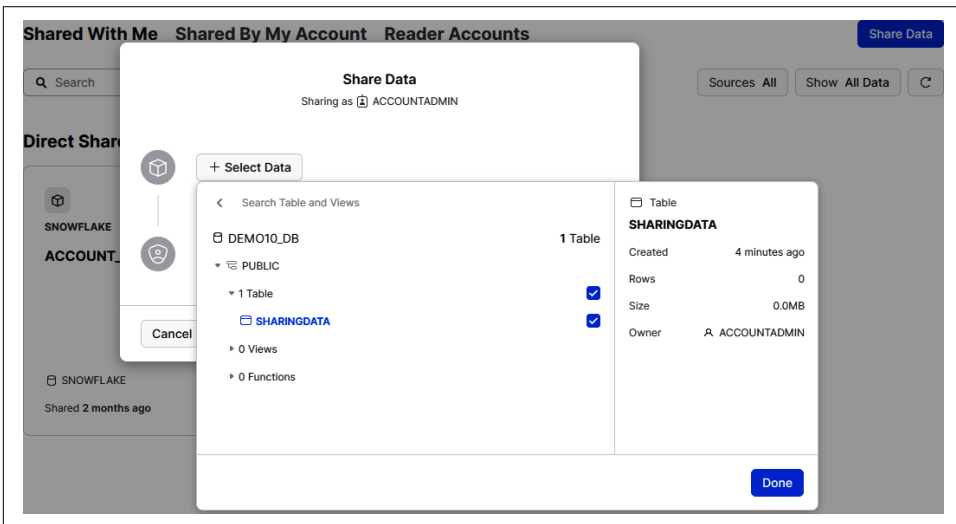 Shared With Me Shared By My Account Reader Accounts Share Data
Search Sources All Show All Data
Share Data
Sharing as ACCOUNTADMIN
Direct Share
+ Select Data
SNOWFLAKE
ACCOUNT_
Cancel
SNOWFLAKE
Shared 2 months ago
Search Table and Views
DEMO10_DB 1 Table
PUBLIC
1 Table
SHARINGDATA
0 Views
0 Functions
Table
SHARINGDATA
Created 4 minutes ago
Rows 0
Size 0.0MB
Owner ACCOUNTADMIN
Done